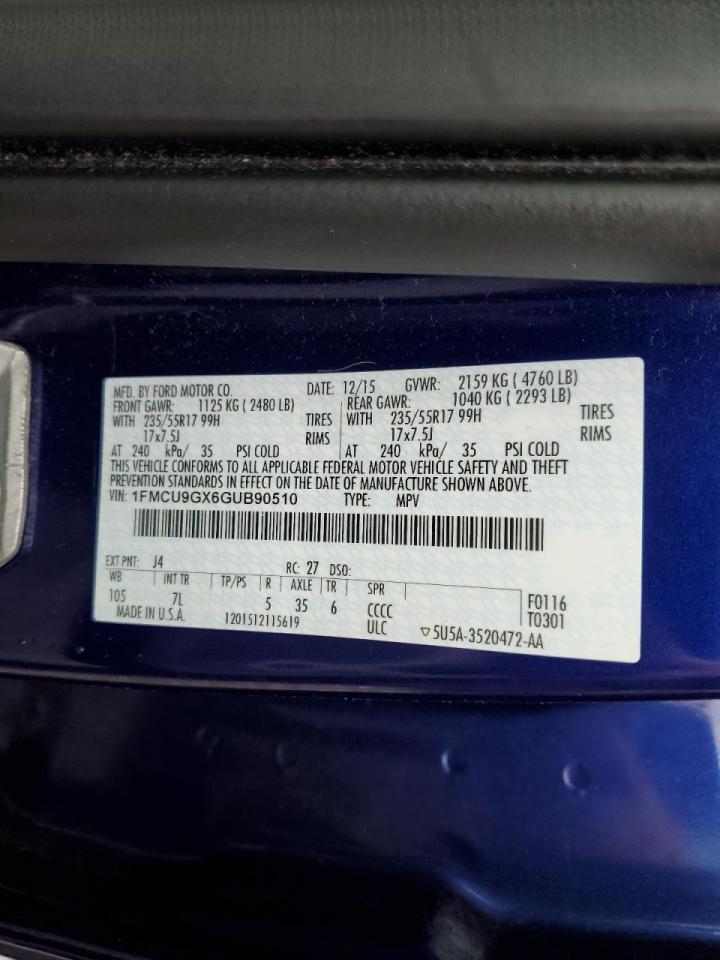 MFD. BY FORD MOTOR CO. DATE: 12/15 GVWR: 2159 KG ( 4760 LB)
FRONT GAWR: 1125 KG ( 2480 LB) REAR GAWR: 1040 KG ( 2293 LB)
WITH 235/55R17 99H TIRES WITH 235/55R17 99H TIRES
17x7.5J RIMS 17x7.5J RIMS
AT 240 kPa/ 35 PSI COLD AT 240 kPa/ 35 PSI COLD
THIS VEHICLE CONFORMS TO ALL APPLICABLE FEDERAL MOTOR VEHICLE SAFETY AND THEFT
PREVENTION STANDARDS IN EFFECT ON THE DATE OF MANUFACTURE SHOWN ABOVE.
VIN: 1FMCU9GX6GUB90510 TYPE: MPV
EXT PNT: J4 RC: 27 DSO:
WB INT TR TP/PS R AXLE TR SPR
105 7L 5 35 6 CCCC F0116
MADE IN U.S.A. 1201512115619 ULC T0301
▽5U5A-3520472-AA